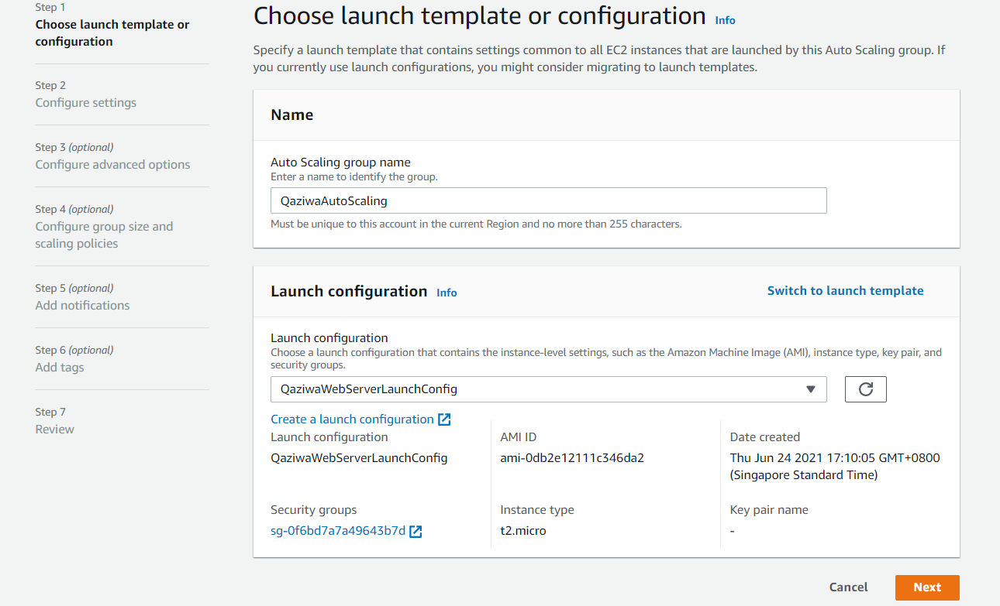 Step 1
Choose launch template or
configuration
Step 2
Configure settings
Step 3 (optional)
Configure advanced options
Step 4 (optional)
Configure group size and
scaling policies
Step 5 (optional)
Add notifications
Step 6 (optional)
Add tags
Step 7
Review
Choose launch template or configuration Info
Specify a launch template that contains settings common to all EC2 instances that are launched by this Auto Scaling group. If
you currently use launch configurations, you might consider migrating to launch templates.
Name
Auto Scaling group name
Enter a name to identify the group.
QaziwaAutoScaling
Must be unique to this account in the current Region and no more than 255 characters.
Launch configuration Info
Switch to launch template
Launch configuration
Choose a launch configuration that contains the instance-level settings, such as the Amazon Machine Image (AMI), instance type, key pair, and
security groups.
QaziwaWebServerLaunchConfig
Create a launch configuration
Launch configuration
QaziwaWebServerLaunchConfig
AMI ID
ami-0db2e12111c346da2
Date created
Thu Jun 24 2021 17:10:05 GMT+0800
(Singapore Standard Time)
Security groups
sg-0f6bd7a7a49643b7d
Instance type
t2.micro
Key pair name
-
Cancel
Next